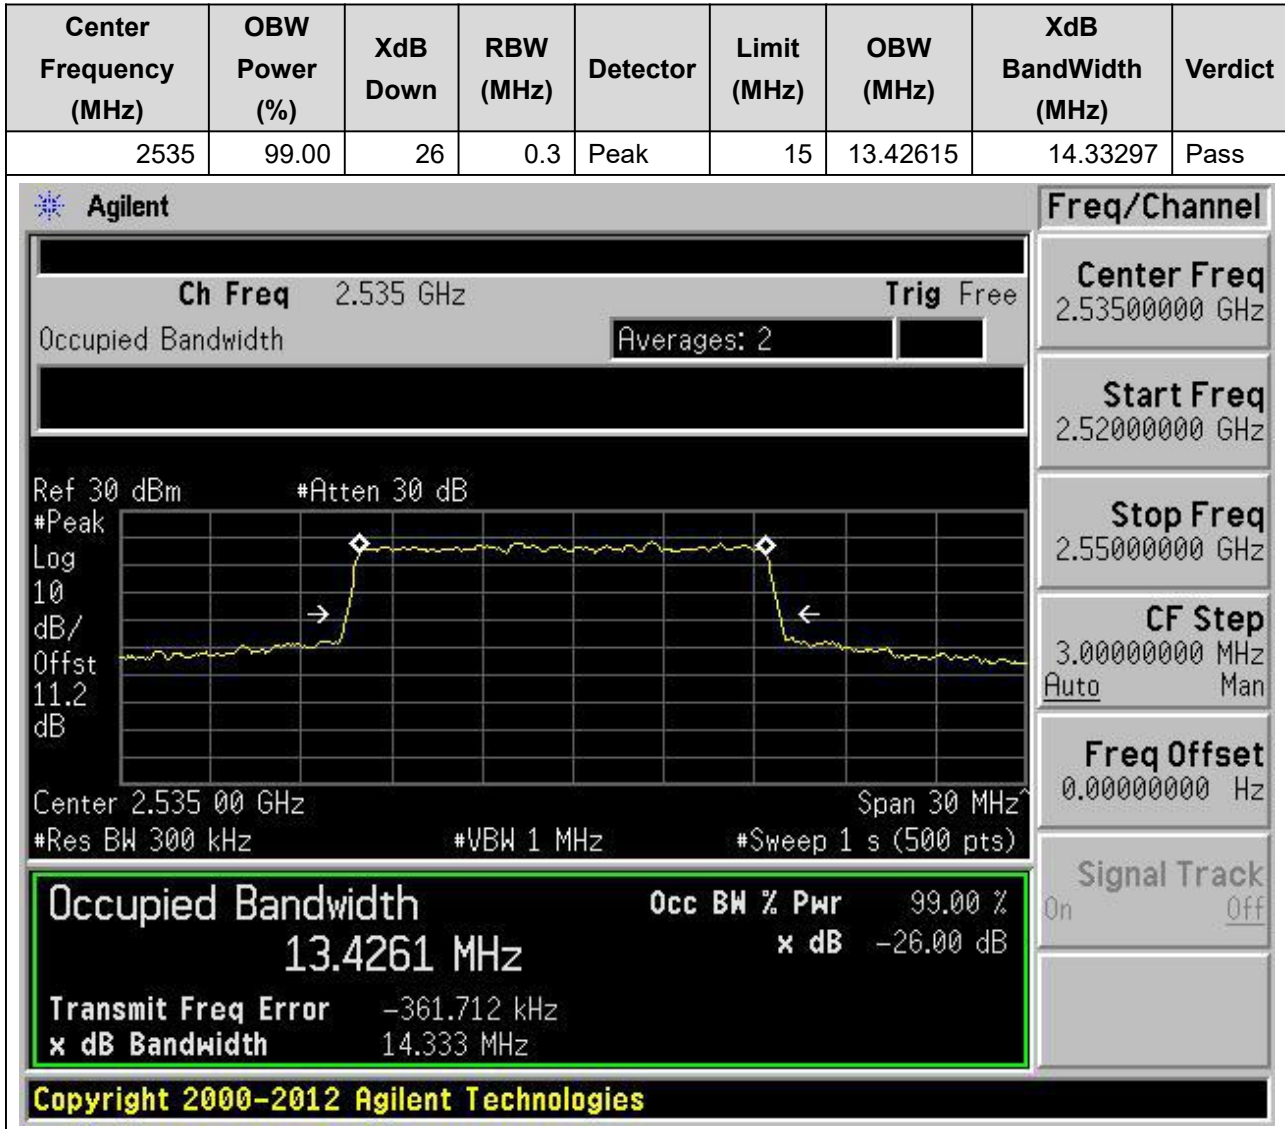 Center Frequency (MHz) OBW Power (%) XdB Down RBW (MHz) Detector Limit (MHz) OBW (MHz) XdB BandWidth (MHz) Verdict
2535 99.00 26 0.3 Peak 15 13.42615 14.33297 Pass
Agilent
Freq/Channel
Ch Freq 2.535 GHz Trig Free
Occupied Bandwidth Averages: 2
Center Freq
2.53500000 GHz
Start Freq
2.52000000 GHz
Stop Freq
2.55000000 GHz
CF Step
3.00000000 MHz
Auto Man
Freq Offset
0.00000000 Hz
Signal Track
On Off
Ref 30 dBm #Atten 30 dB
#Peak
Log
10
dB/
Offst
11.2
dB
Center 2.535 00 GHz Span 30 MHz^
#Res BW 300 kHz #VBW 1 MHz #Sweep 1 s (500 pts)
Occupied Bandwidth Occ BW % Pwr 99.00 %
13.4261 MHz x dB -26.00 dB
Transmit Freq Error -361.712 kHz
x dB Bandwidth 14.333 MHz
Copyright 2000-2012 Agilent Technologies